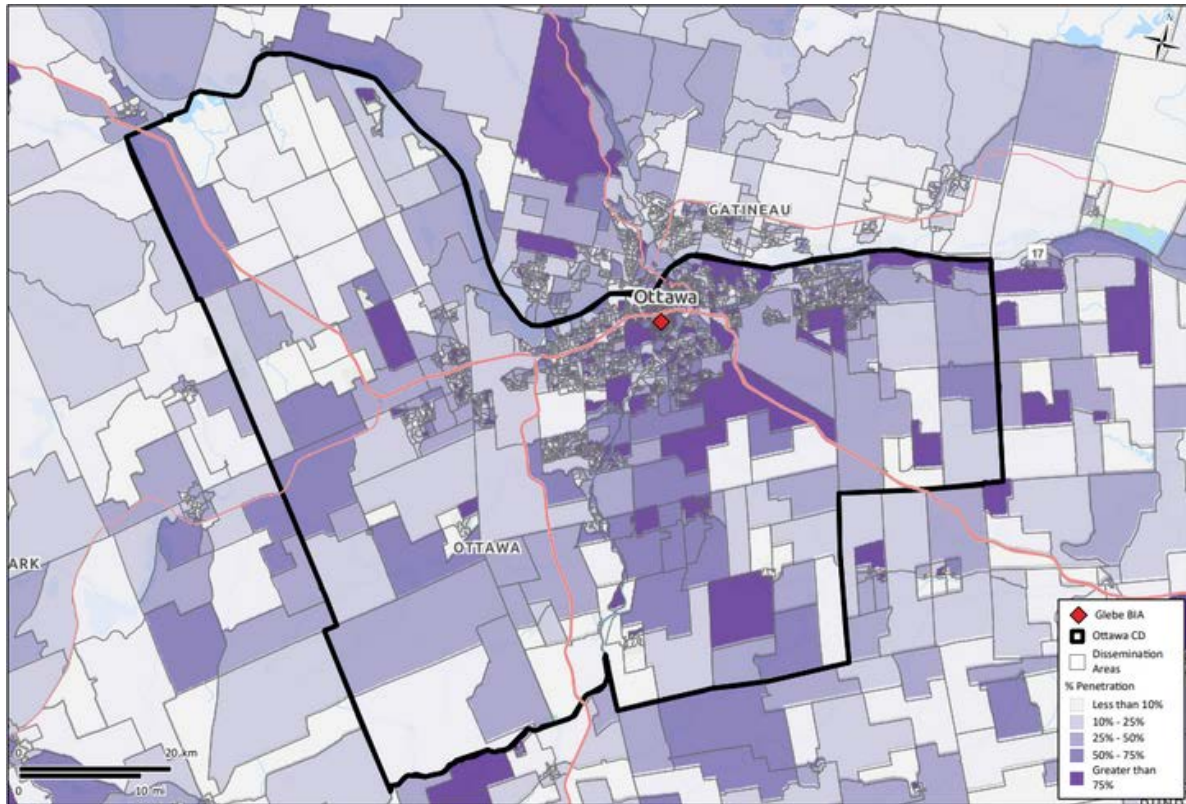 N
GATINEAU
17
Ottawa
OTTAWA
ARK
Glebe BIA
Ottawa CD
Dissemination
Areas
% Penetration
Less than 10%
10% - 25%
25% - 50%
50% - 75%
Greater than
75%
0 20 km
0 10 mi